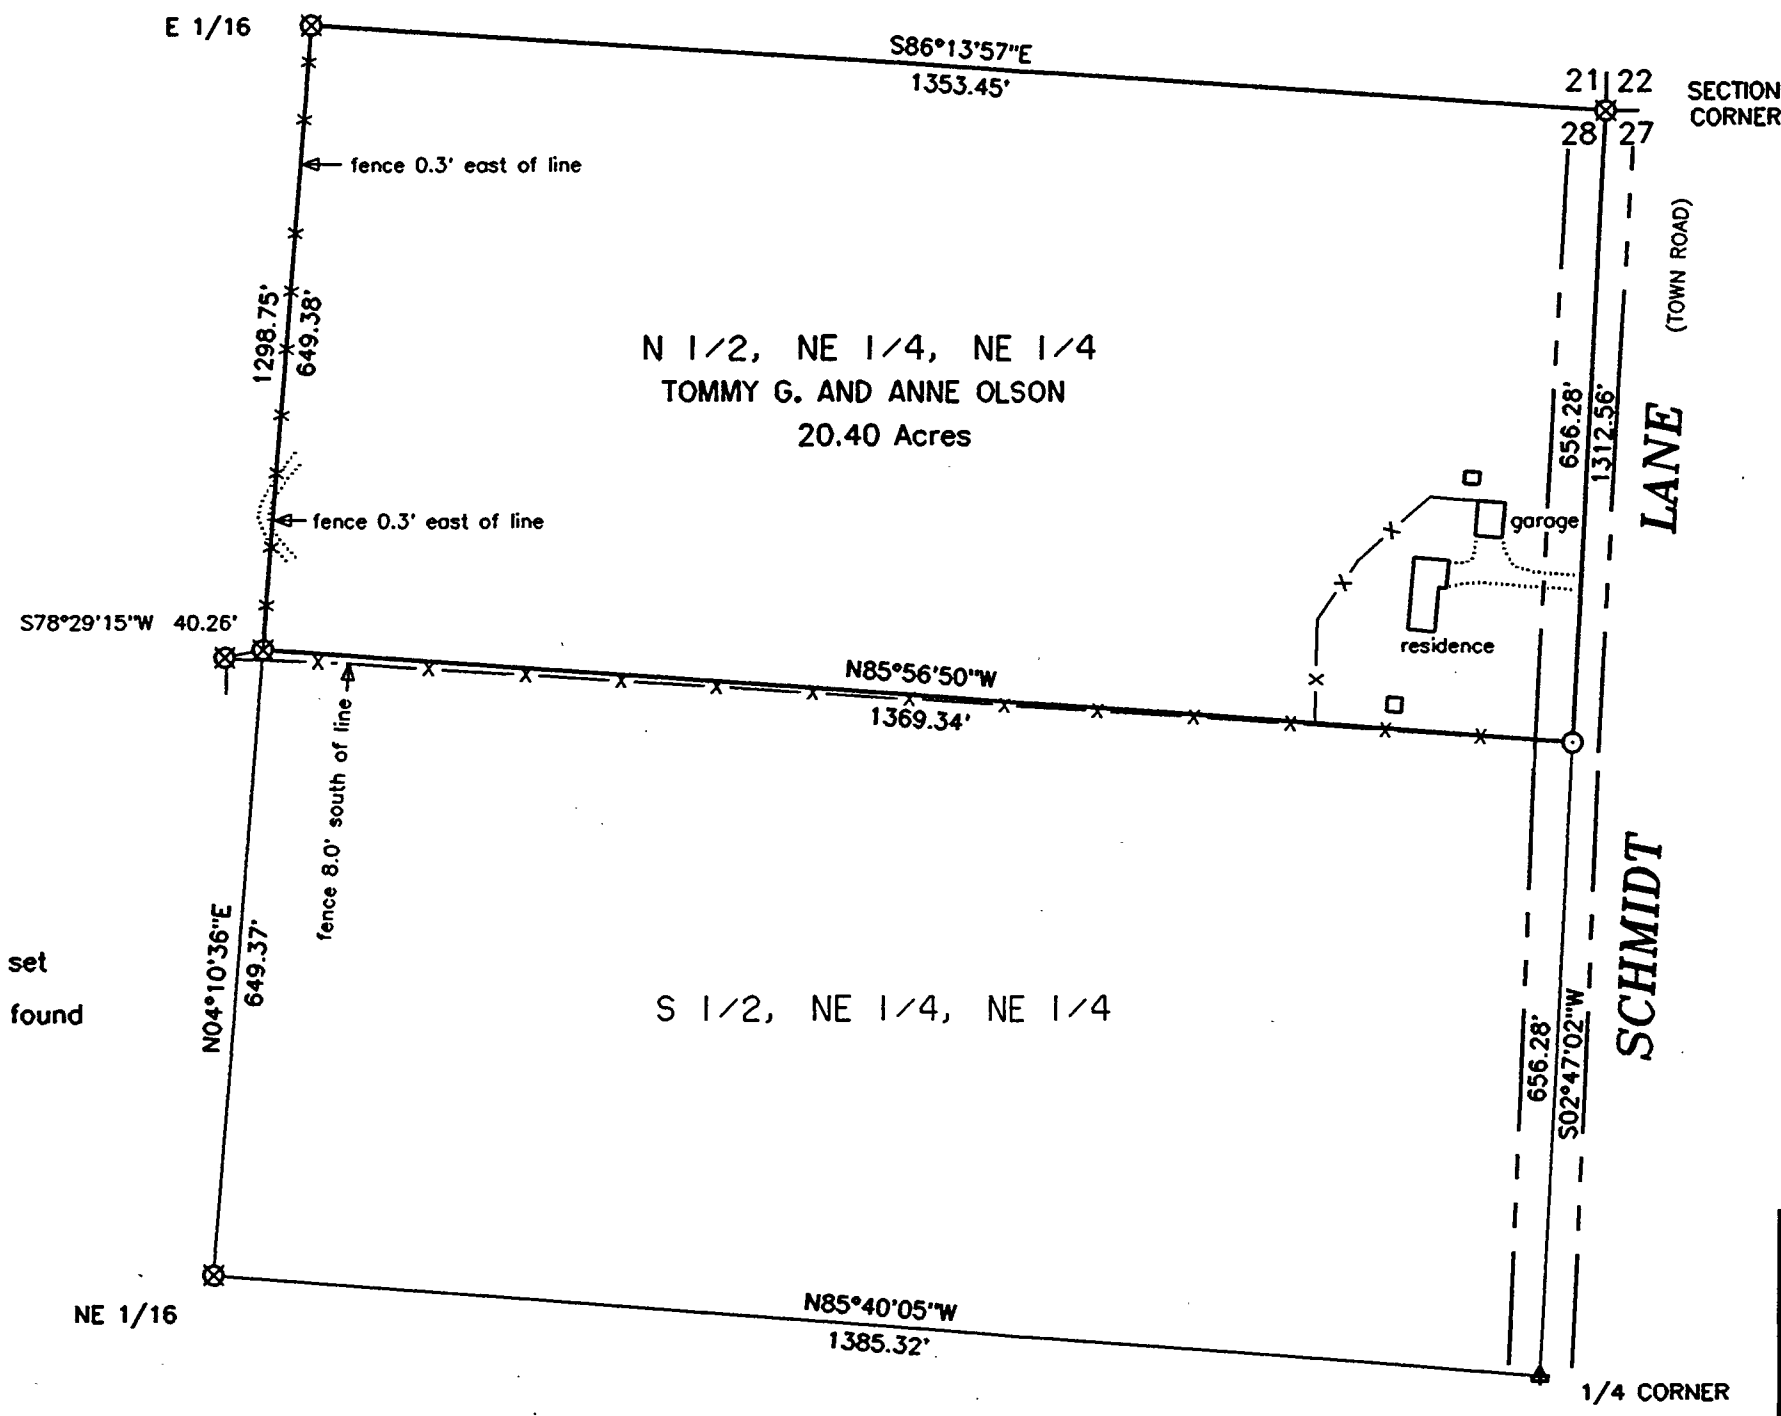 E 1/16
S86°13'57"E
1353.45'
21 22
28 27
SECTION
CORNER
fence 0.3' east of line
(TOWN ROAD)
1298.75'
649.38'
N 1/2, NE 1/4, NE 1/4
TOMMY G. AND ANNE OLSON
20.40 Acres
656.28'
1312.56'
LANE
garage
fence 0.3' east of line
residence
S78°29'15"W 40.26'
N85°56'50"W
1369.34'
fence 8.0' south of line
SCHMIDT
N04°10'36"E
649.37'
set
found
S 1/2, NE 1/4, NE 1/4
656.28'
S02°47'02"W
NE 1/16
N85°40'05"W
1385.32'
1/4 CORNER